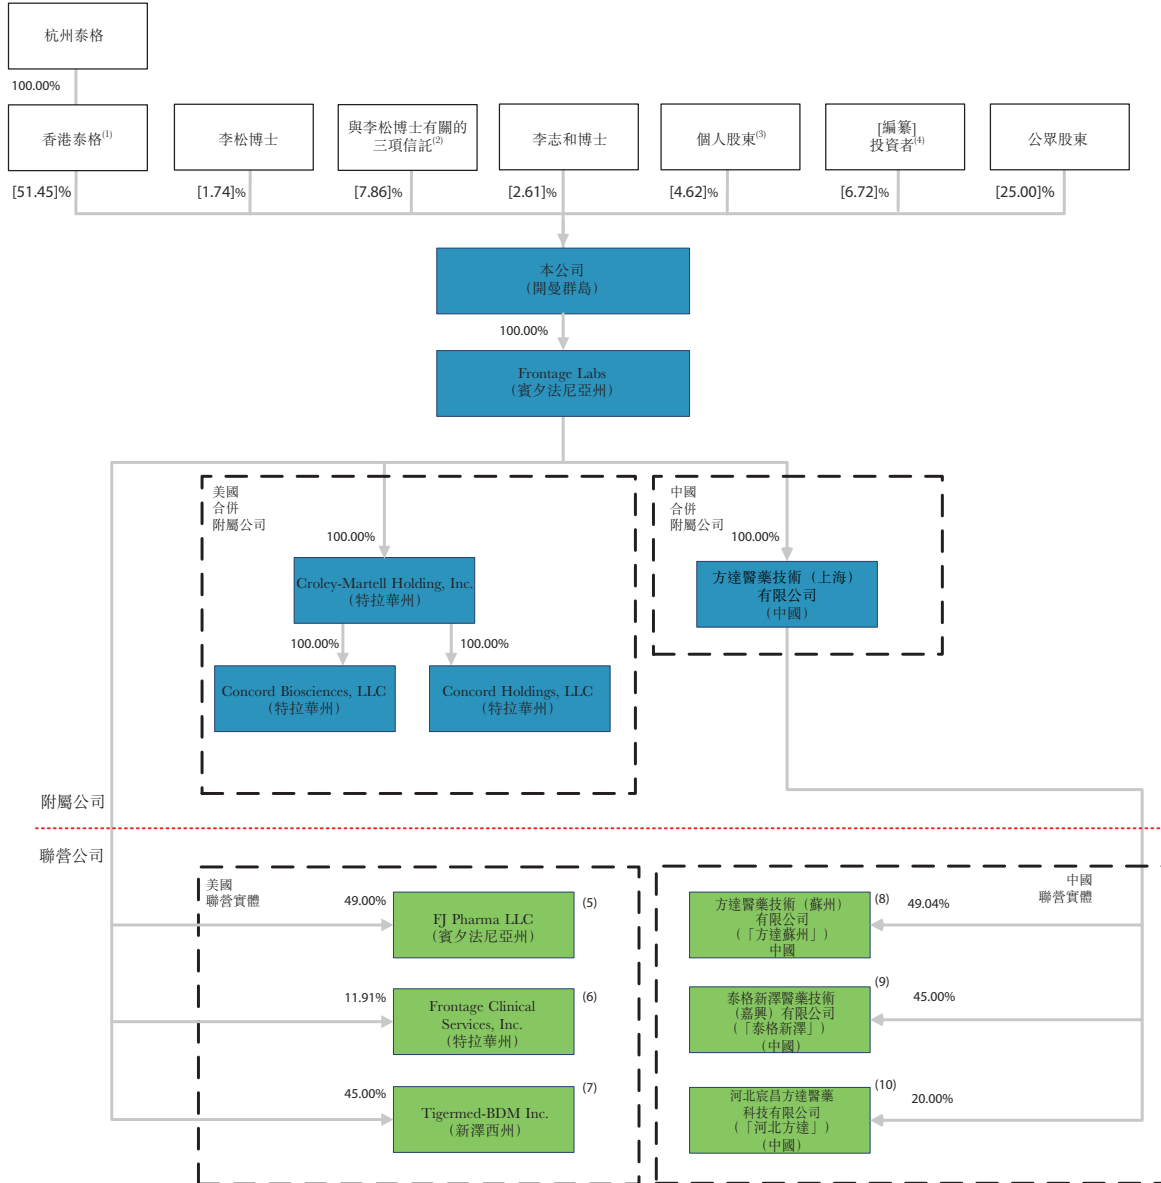 杭州泰格
100.00%
香港泰格(1)
李松博士
與李松博士有關的
三項信託(2)
李志和博士
個人股東(3)
[編纂]
投資者(4)
公眾股東
[51.45]%
[1.74]%
[7.86]%
[2.61]%
[4.62]%
[6.72]%
[25.00]%
本公司
（開曼群島）
100.00%
Frontage Labs
（賓夕法尼亞州）
美國
合併
附屬公司
100.00%
Croley-Martell Holding, Inc.
（特拉華州）
100.00%
100.00%
Concord Biosciences, LLC
（特拉華州）
Concord Holdings, LLC
（特拉華州）
中國
合併
附屬公司
100.00%
方達醫藥技術（上海）
有限公司
（中國）
附屬公司
聯營公司
美國
聯營實體
49.00%
FJ Pharma LLC
（賓夕法尼亞州）
(5)
11.91%
Frontage Clinical
Services, Inc.
（特拉華州）
(6)
45.00%
Tigermed-BDM Inc.
（新澤西州）
(7)
中國
聯營實體
方達醫藥技術（蘇州）
有限公司
（「方達蘇州」）
中國
(8)
49.04%
泰格新澤醫藥技術
（嘉興）有限公司
（「泰格新澤」）
（中國）
(9)
45.00%
河北宸昌方達醫藥
科技有限公司
（「河北方達」）
（中國）
(10)
20.00%